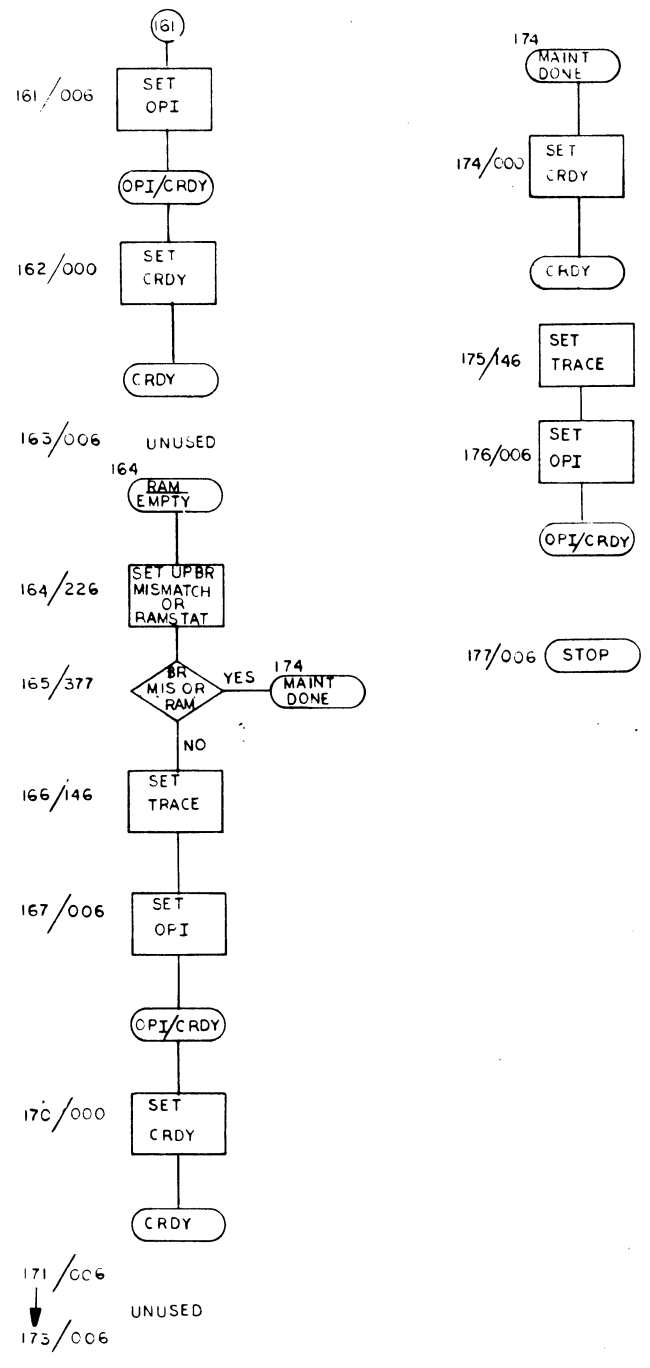 161
161/006
SET
OPI
OPI/CRDY
162/000
SET
CRDY
CRDY
163/006 UNUSED
164
RAM
EMPTY
164/226
SET UP BR
MISMATCH
OR
RAMSTAT
165/377
BR
MIS OR
RAM
YES
174
MAINT
DONE
NO
166/146
SET
TRACE
167/006
SET
OPI
OPI/CRDY
170/000
SET
CRDY
CRDY
171/006
UNUSED
173/006
174
MAINT
DONE
174/000
SET
CRDY
CRDY
175/146
SET
TRACE
176/006
SET
OPI
OPI/CRDY
177/006 STOP